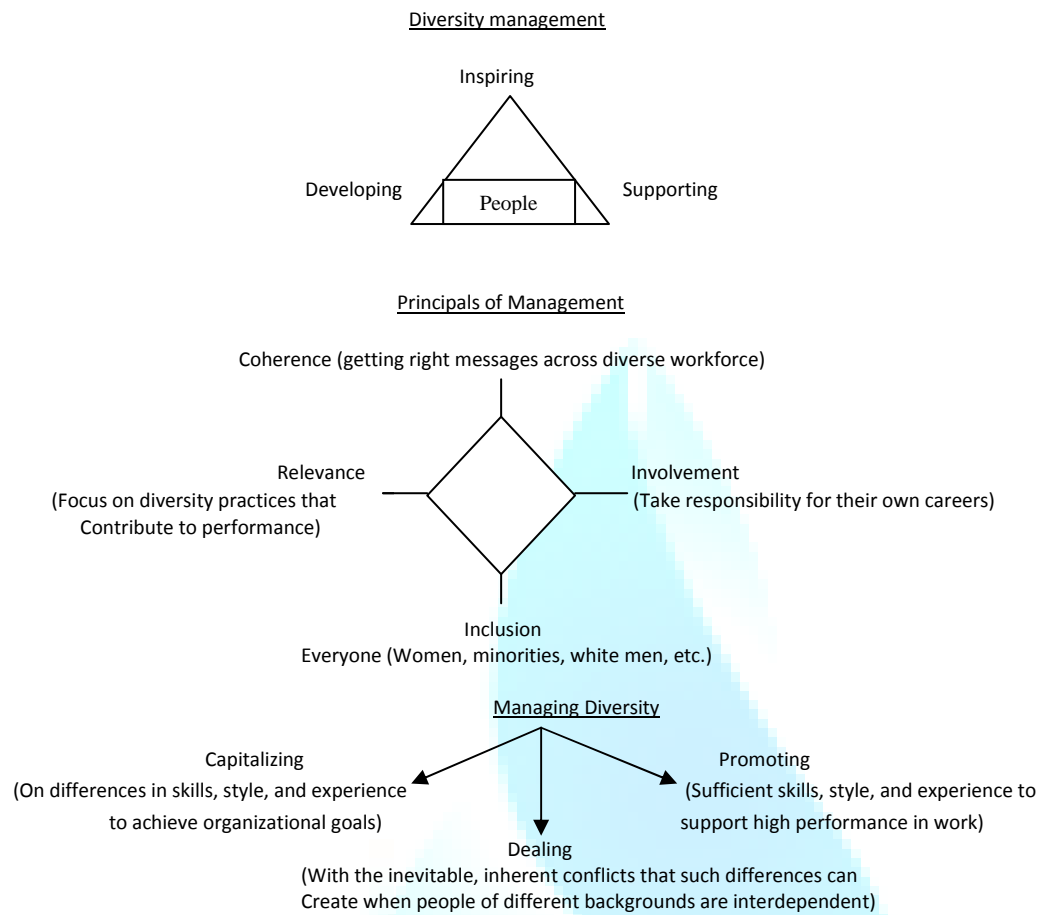 Diversity management
Inspiring
Developing
Supporting
People
Principals of Management
Coherence (getting right messages across diverse workforce)
Relevance
(Focus on diversity practices that
Contribute to performance)
Involvement
(Take responsibility for their own careers)
Inclusion
Everyone (Women, minorities, white men, etc.)
Managing Diversity
Capitalizing
(On differences in skills, style, and experience
to achieve organizational goals)
Promoting
(Sufficient skills, style, and experience to
support high performance in work)
Dealing
(With the inevitable, inherent conflicts that such differences can
Create when people of different backgrounds are interdependent)